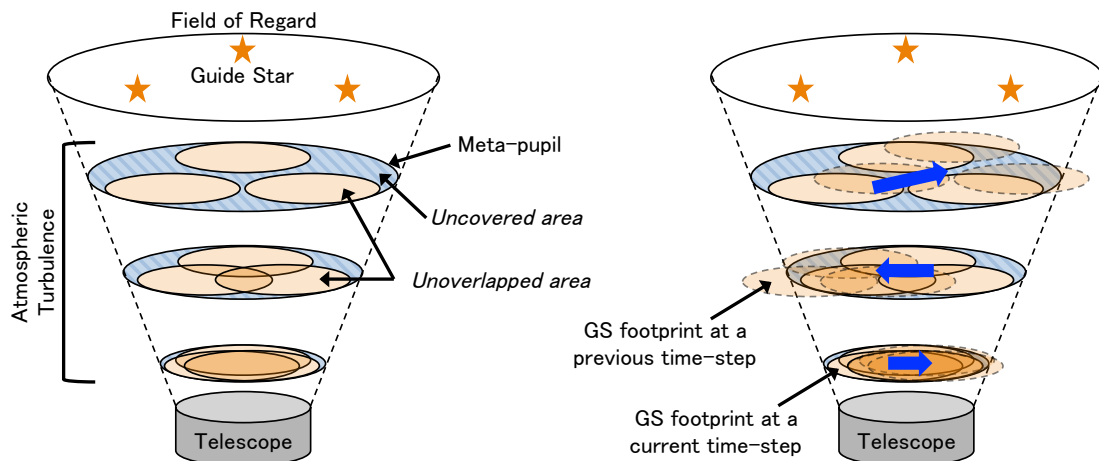 Field of Regard
Guide Star
Meta-pupil
Uncovered area
Unoverlapped area
Atmospheric
Turbulence
Telescope
GS footprint at a
previous time-step
GS footprint at a
current time-step
Telescope